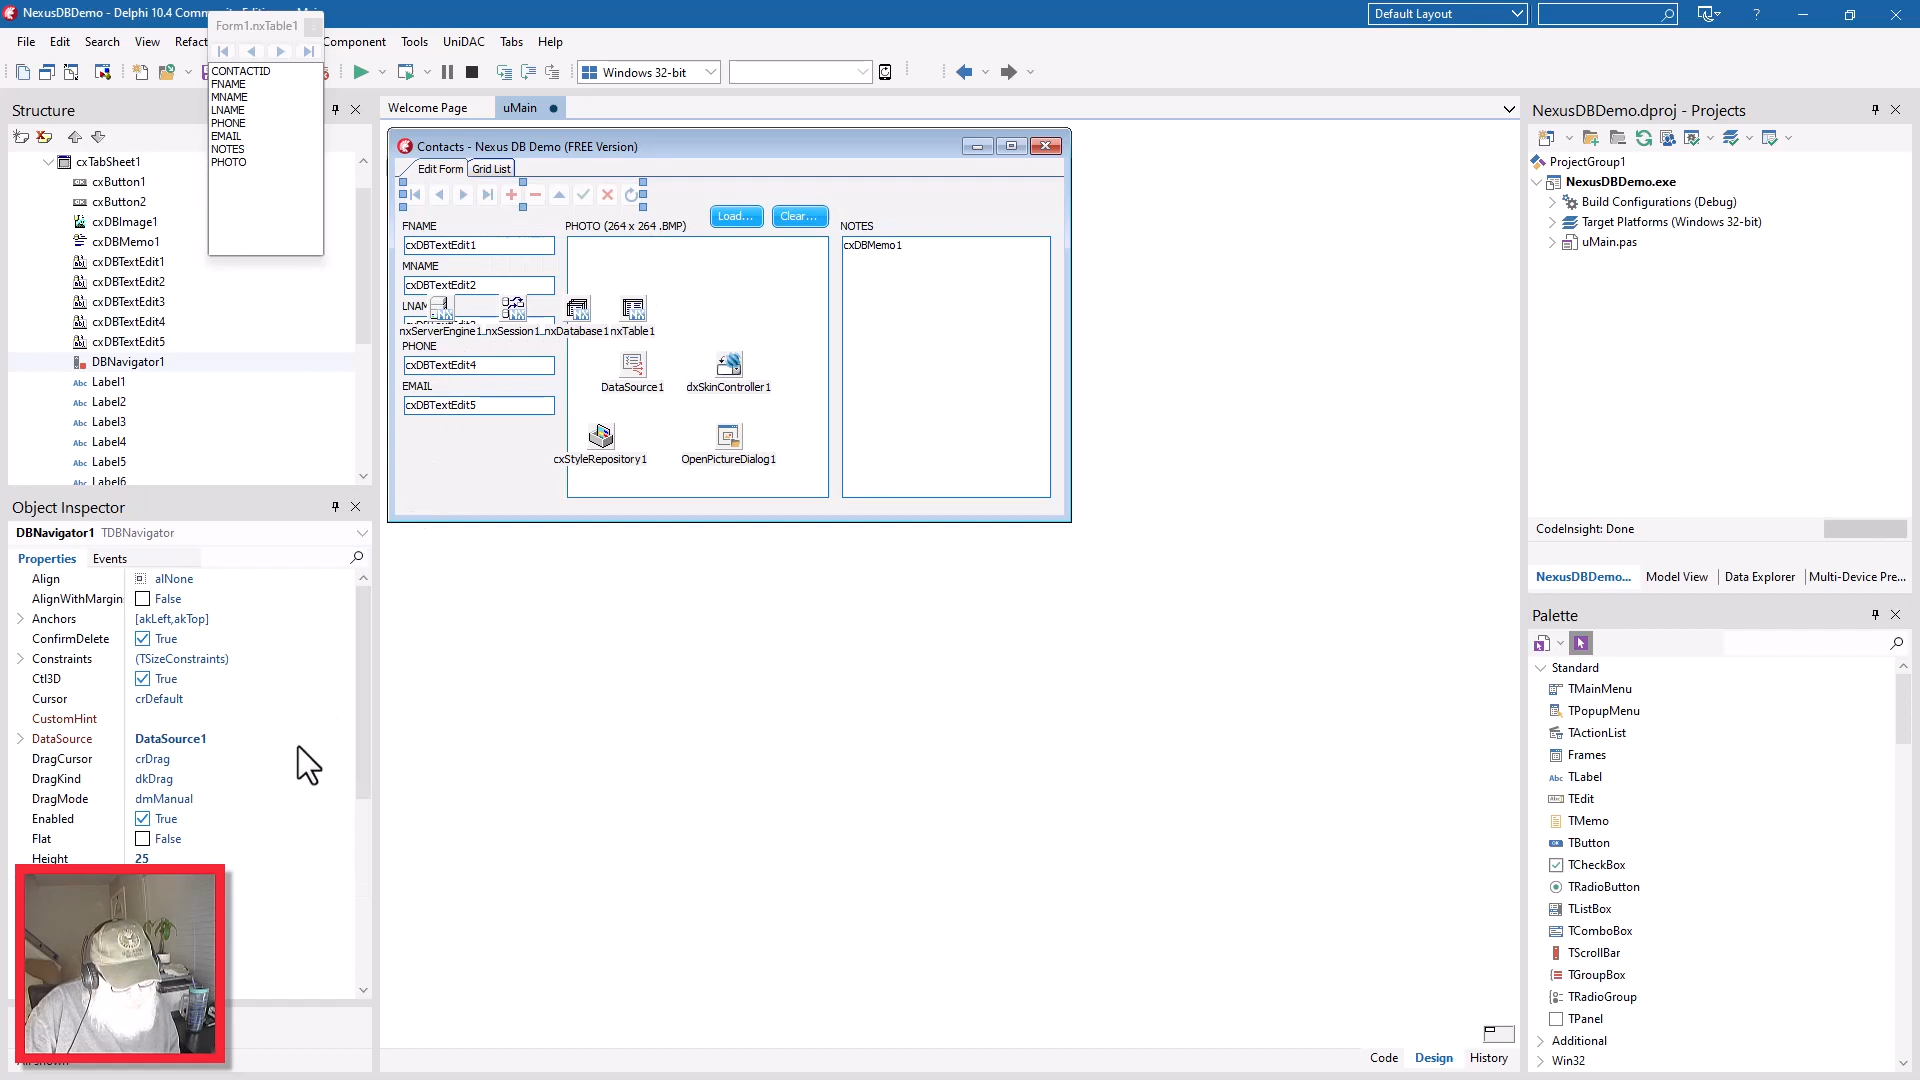 NexusDBDemo - Delphi 10.4 Comm
Default Layout
?
Form1.nxTable1
File Edit Search View Refact Component Tools UniDAC Tabs Help
CONTACTID
FNAME
MNAME
LNAME
PHONE
EMAIL
NOTES
PHOTO
Windows 32-bit
Structure
cxTabSheet1
cxButton1
cxButton2
cxDBImage1
cxDBMemo1
cxDBTextEdit1
cxDBTextEdit2
cxDBTextEdit3
cxDBTextEdit4
cxDBTextEdit5
DBNavigator1
Abc Label1
Abc Label2
Abc Label3
Abc Label4
Abc Label5
Label6
Object Inspector
DBNavigator1 TDBNavigator
Properties Events
Align alNone
AlignWithMargin False
Anchors [akLeft,akTop]
ConfirmDelete True
Constraints (TSizeConstraints)
Ctl3D True
Cursor crDefault
CustomHint
DataSource DataSource1
DragCursor crDrag
DragKind dkDrag
DragMode dmManual
Enabled True
Flat False
Height 25
Welcome Page uMain
Contacts - Nexus DB Demo (FREE Version)
Edit Form Grid List
Load... Clear...
FNAME PHOTO (264 x 264 .BMP) NOTES
cxDBTextEdit1 cxDBMemo1
MNAME
cxDBTextEdit2
LNAM
nxServerEngine1 nxSession1 nxDatabase1 nxTable1
PHONE
cxDBTextEdit4
DataSource1 dxSkinController1
EMAIL
cxDBTextEdit5
cxStyleRepository1 OpenPictureDialog1
Code Design History
NexusDBDemo.dproj - Projects
ProjectGroup1
NexusDBDemo.exe
Build Configurations (Debug)
Target Platforms (Windows 32-bit)
uMain.pas
CodeInsight: Done
NexusDBDemo... Model View Data Explorer Multi-Device Pre...
Palette
Standard
TMainMenu
TPopupMenu
TActionList
Frames
Abc TLabel
TEdit
TMemo
TButton
TCheckBox
TRadioButton
TListBox
TComboBox
TScrollBar
TGroupBox
TRadioGroup
TPanel
Additional
Win32